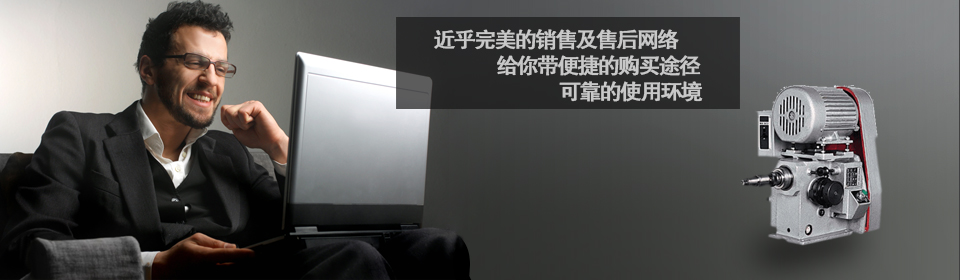 近乎完美的销售及售后网络
给你带便捷的购买途径
可靠的使用环境